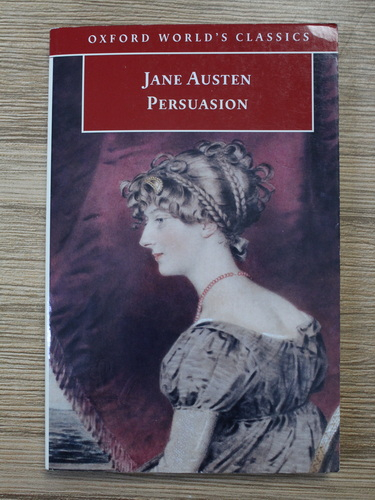 OXFORD WORLD'S CLASSICS
JANE AUSTEN
PERSUASION